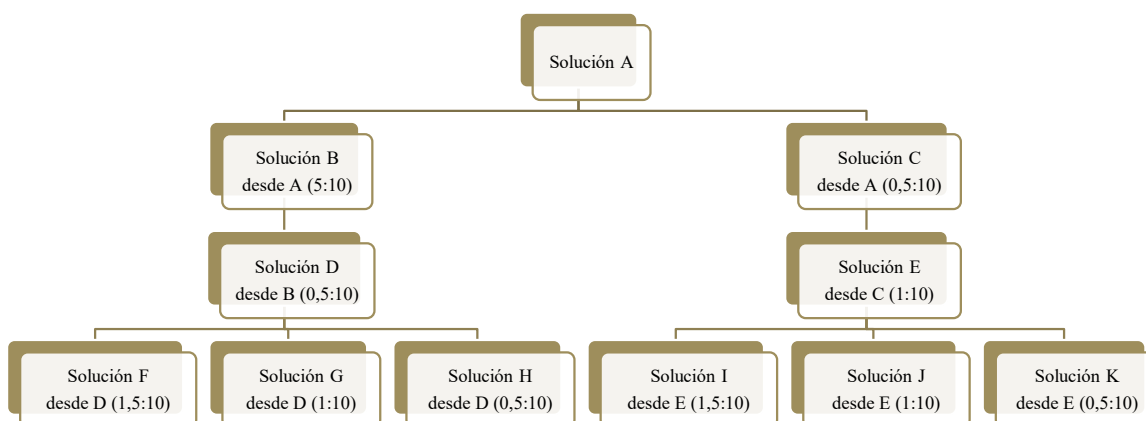 Solución A
Solución B
desde A (5:10)
Solución C
desde A (0,5:10)
Solución D
desde B (0,5:10)
Solución E
desde C (1:10)
Solución F
desde D (1,5:10)
Solución G
desde D (1:10)
Solución H
desde D (0,5:10)
Solución I
desde E (1,5:10)
Solución J
desde E (1:10)
Solución K
desde E (0,5:10)